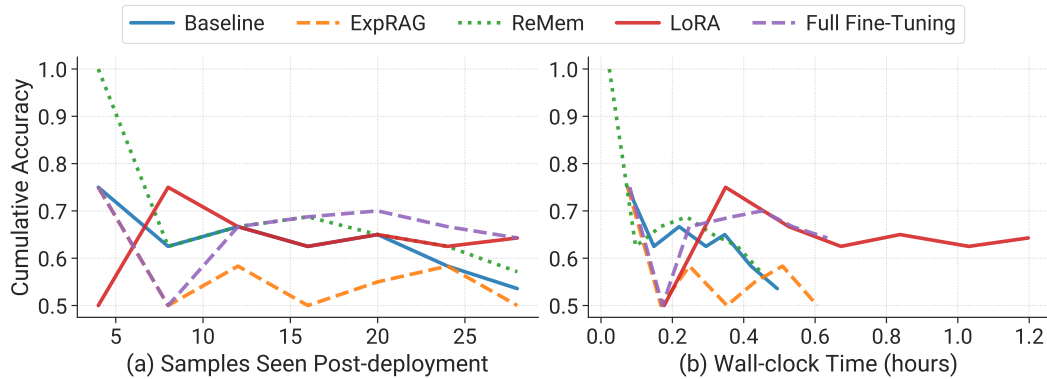 Baseline ExpRAG ReMem LoRA Full Fine-Tuning
Cumulative Accuracy
1.0
0.9
0.8
0.7
0.6
0.5
5 10 15 20 25
(a) Samples Seen Post-deployment
1.0
0.9
0.8
0.7
0.6
0.5
0.0 0.2 0.4 0.6 0.8 1.0 1.2
(b) Wall-clock Time (hours)